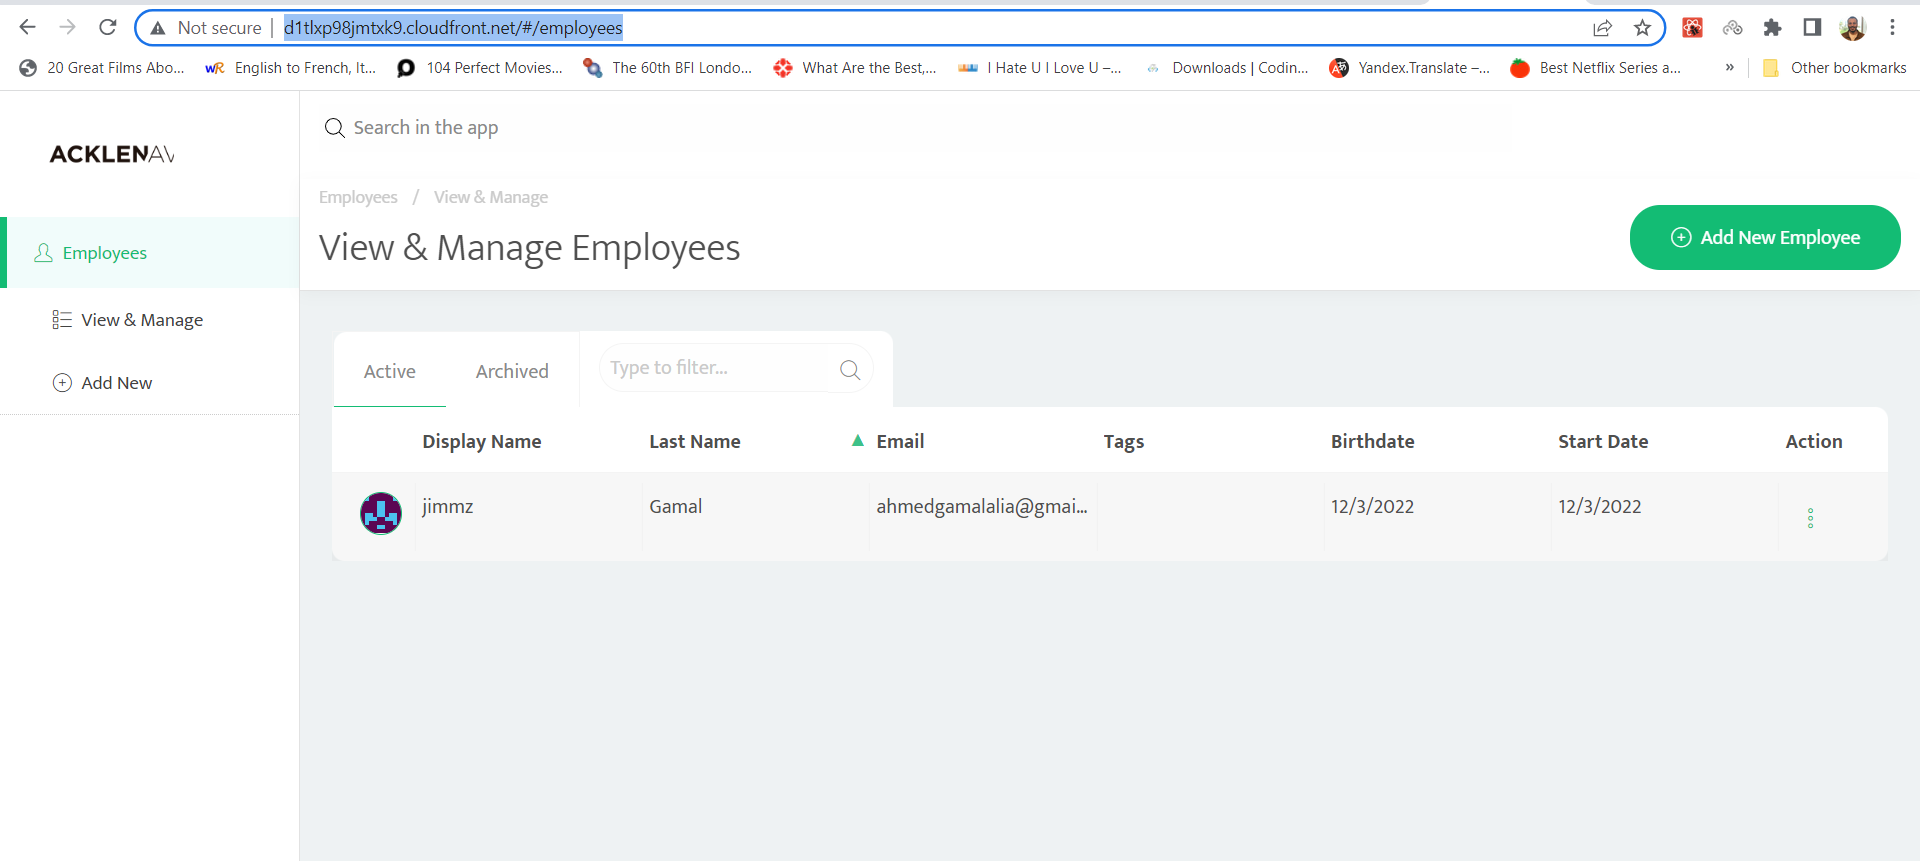 Not secure | d1tlxp98jmtxk9.cloudfront.net/#/employees
20 Great Films Abo... WR English to French, It... 104 Perfect Movies... The 60th BFI Londo... What Are the Best,... I Hate U I Love U –... Downloads | Codin... Yandex.Translate –... Best Netflix Series a... » Other bookmarks
Search in the app
ACKLENAV
Employees / View & Manage
View & Manage Employees
Add New Employee
Employees
View & Manage
Add New
Active Archived Type to filter...
Display Name Last Name Email Tags Birthdate Start Date Action
jimmz Gamal ahmedgamalalia@gmai... 12/3/2022 12/3/2022